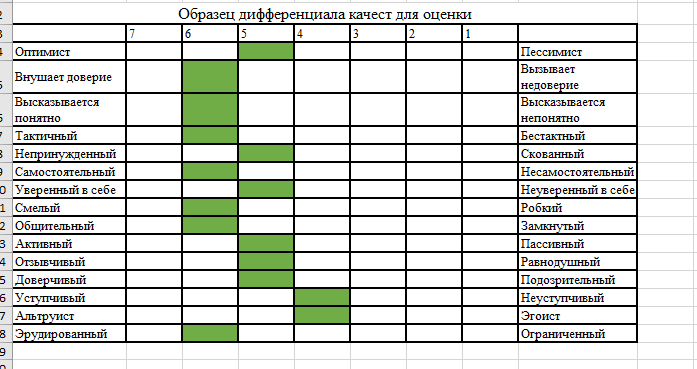 Образец дифференциала качест для оценки
7 6 5 4 3 2 1
Оптимист Пессимист
Внушает доверие Вызывает недоверие
Высказывается понятно Высказывается непонятно
Тактичный Бестактный
Непринужденный Скованный
Самостоятельный Несамостоятельный
Уверенный в себе Неуверенный в себе
Смелый Робкий
Общительный Замкнутый
Активный Пассивный
Отзывчивый Равнодушный
Доверчивый Подозрительный
Уступчивый Неуступчивый
Альтруист Эгоист
Эрудированный Ограниченный